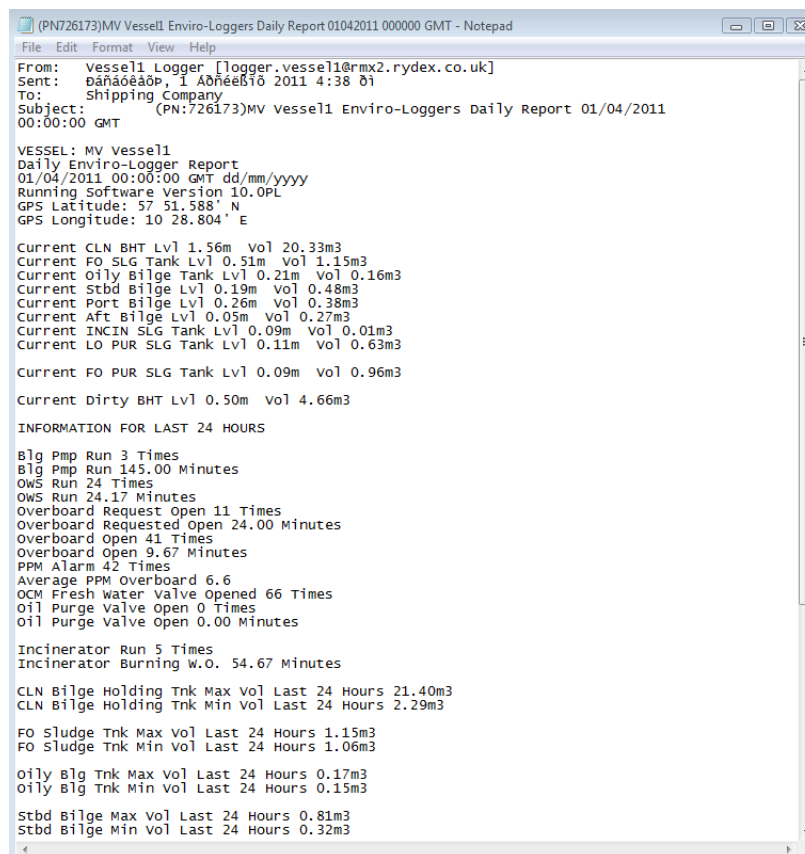 (PN726173)MV Vessel1 Enviro-Loggers Daily Report 01042011 000000 GMT - Notepad
File Edit Format View Help
From: Vessel1 Logger [logger.vessel1@rmx2.rydex.co.uk]
Sent: ÐáñáóêåõÞ, 1 Áðñéëßïõ 2011 4:38 ðì
To: Shipping Company
Subject: (PN:726173)MV Vessel1 Enviro-Loggers Daily Report 01/04/2011
00:00:00 GMT
VESSEL: MV Vessel1
Daily Enviro-Logger Report
01/04/2011 00:00:00 GMT dd/mm/yyyy
Running Software Version 10.0PL
GPS Latitude: 57 51.588' N
GPS Longitude: 10 28.804' E
Current CLN BHT Lvl 1.56m Vol 20.33m3
Current FO SLG Tank Lvl 0.51m Vol 1.15m3
Current Oily Bilge Tank Lvl 0.21m Vol 0.16m3
Current Stbd Bilge Lvl 0.19m Vol 0.48m3
Current Port Bilge Lvl 0.26m Vol 0.38m3
Current Aft Bilge Lvl 0.05m Vol 0.27m3
Current INCIN SLG Tank Lvl 0.09m Vol 0.01m3
Current LO PUR SLG Tank Lvl 0.11m Vol 0.63m3
Current FO PUR SLG Tank Lvl 0.09m Vol 0.96m3
Current Dirty BHT Lvl 0.50m Vol 4.66m3
INFORMATION FOR LAST 24 HOURS
Blg Pmp Run 3 Times
Blg Pmp Run 145.00 Minutes
OWS Run 24 Times
OWS Run 24.17 Minutes
Overboard Request Open 11 Times
Overboard Requested Open 24.00 Minutes
Overboard Open 41 Times
Overboard Open 9.67 Minutes
PPM Alarm 42 Times
Average PPM Overboard 6.6
OCM Fresh Water Valve Opened 66 Times
Oil Purge Valve Open 0 Times
Oil Purge Valve Open 0.00 Minutes
Incinerator Run 5 Times
Incinerator Burning W.O. 54.67 Minutes
CLN Bilge Holding Tnk Max Vol Last 24 Hours 21.40m3
CLN Bilge Holding Tnk Min Vol Last 24 Hours 2.29m3
FO Sludge Tnk Max Vol Last 24 Hours 1.15m3
FO Sludge Tnk Min Vol Last 24 Hours 1.06m3
Oily Blg Tnk Max Vol Last 24 Hours 0.17m3
Oily Blg Tnk Min Vol Last 24 Hours 0.15m3
Stbd Bilge Max Vol Last 24 Hours 0.81m3
Stbd Bilge Min Vol Last 24 Hours 0.32m3